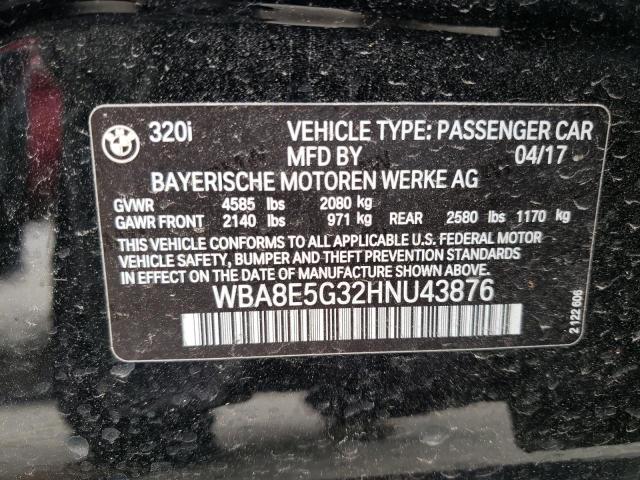 320i VEHICLE TYPE: PASSENGER CAR
MFD BY 04/17
BAYERISCHE MOTOREN WERKE AG
GVWR 4585 lbs 2080 kg
GAWR FRONT 2140 lbs 971 kg REAR 2580 lbs 1170 kg
THIS VEHICLE CONFORMS TO ALL APPLICABLE U.S. FEDERAL MOTOR
VEHICLE SAFETY, BUMPER AND THEFT PREVENTION STANDARDS
IN EFFECT ON THE DATE OF MANUFACTURE SHOWN ABOVE.
WBA8E5G32HNU43876
2 122 606